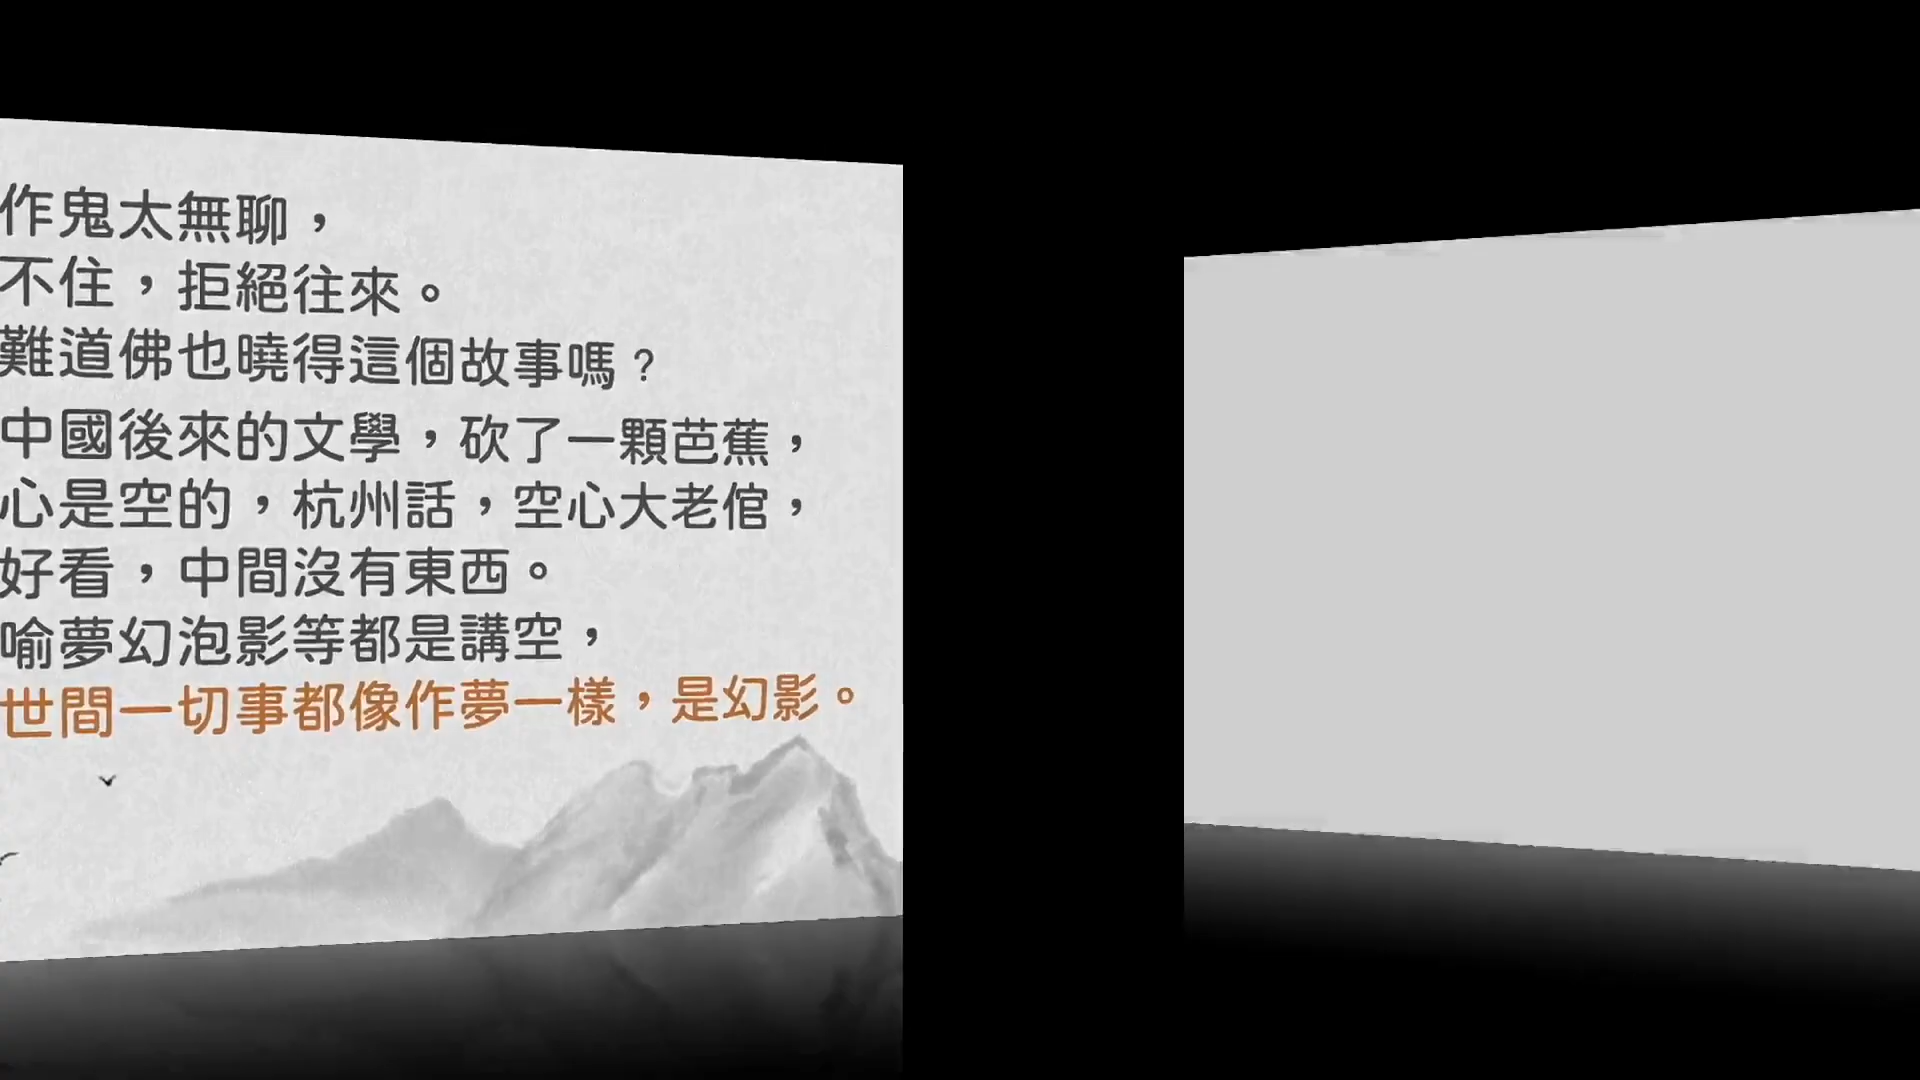 作鬼太無聊，
不住，拒絕往來。
難道佛也曉得這個故事嗎？
中國後來的文學，砍了一顆芭蕉，
心是空的，杭州話，空心大老倌，
好看，中間沒有東西。
喻夢幻泡影等都是講空，
世間一切事都像作夢一樣，是幻影。